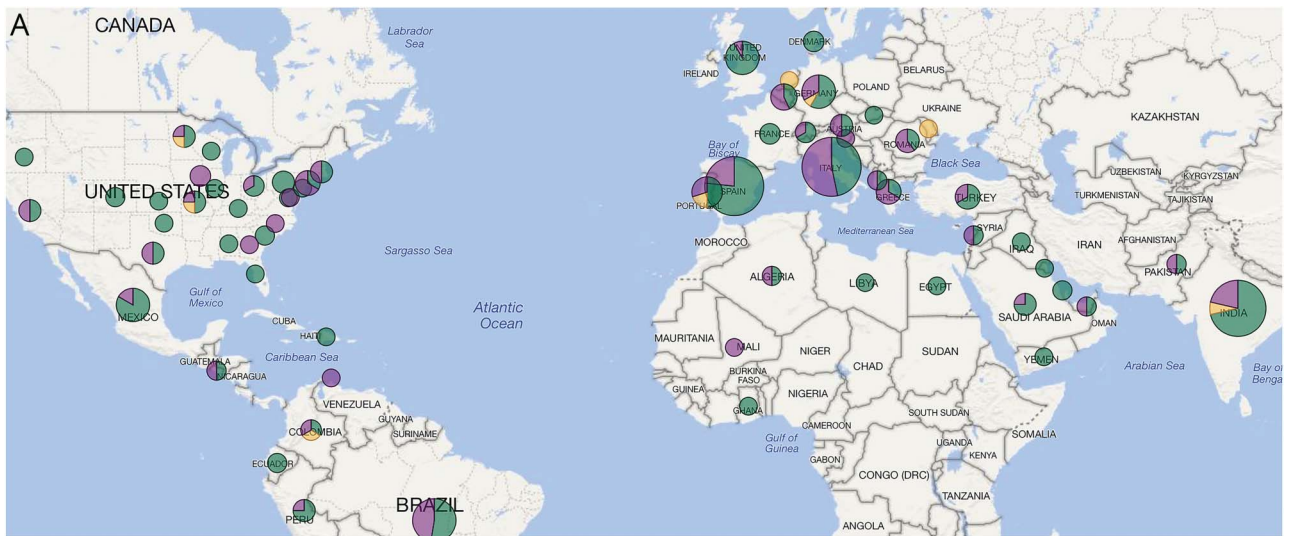 A
CANADA
Labrador
Sea
UNITED
KINGDOM
DENMARK
IRELAND
GERMANY
POLAND
BELARUS
UKRAINE
KAZAKHSTAN
FRANCE
AUSTRIA
ROMANIA
Bay of
Biscay
Black Sea
UZBEKISTAN
KYRGYZSTAN
UNITED STATES
ITALY
SPAIN
PORTUGAL
GREECE
TURKEY
TURKMENISTAN
TAJIKISTAN
Sargasso Sea
Mediterranean Sea
MOROCCO
SYRIA
IRAQ
IRAN
AFGHANISTAN
PAKISTAN
ALGERIA
LIBYA
EGYPT
Gulf of
Mexico
MEXICO
Atlantic
Ocean
CUBA
HAITI
SAUDI ARABIA
OMAN
INDIA
MAURITANIA
MALI
NIGER
SUDAN
CHAD
YEMEN
Arabian Sea
Bay of
Benga
Caribbean Sea
GUATEMALA
NICARAGUA
BURKINA
FASO
GUINEA
NIGERIA
GHANA
VENEZUELA
GUYANA
SURINAME
COLOMBIA
CAMEROON
SOUTH SUDAN
SOMALIA
Gulf of
Guinea
UGANDA
KENYA
GABON
ECUADOR
CONGO (DRC)
TANZANIA
BRAZIL
PERU
ANGOLA